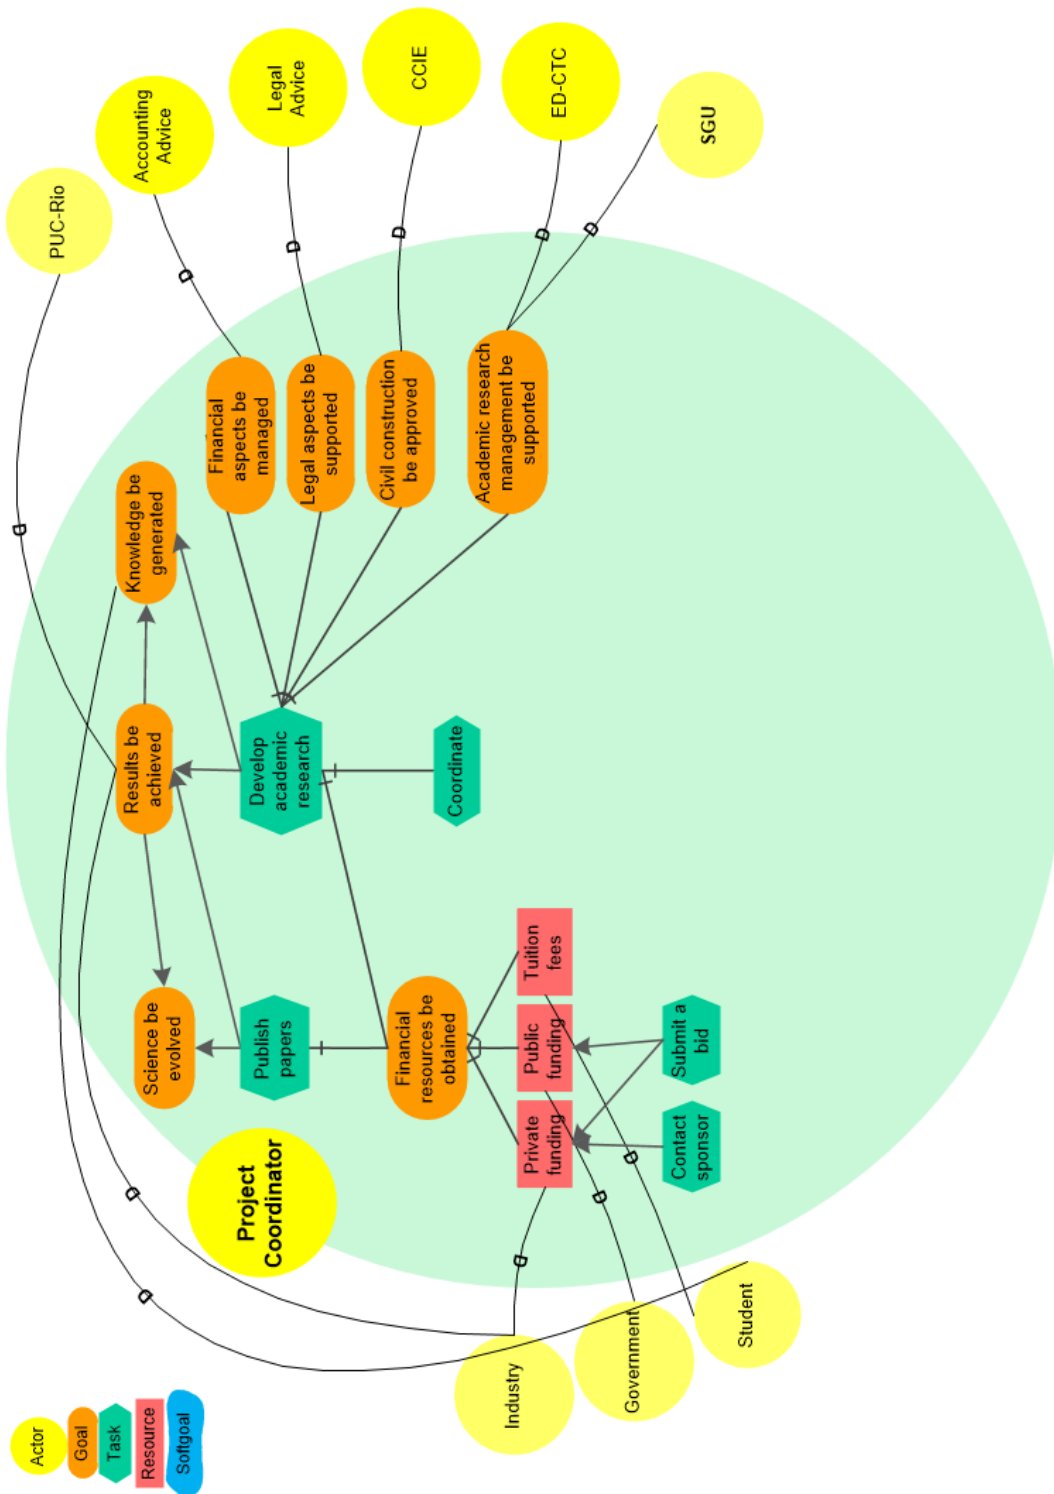 Actor
Goal
Task
Resource
Softgoal
Industry
Government
Student
Project
Coordinator
Science be
evolved
Publish
papers
Financial
resources be
obtained
Private
funding
Public
funding
Tuition
fees
Contact
sponsor
Submit a
bid
Results be
achieved
Develop
academic
research
Coordinate
Knowledge be
generated
Financial
aspects be
managed
Legal aspects be
supported
Civil construction
be approved
Academic research
management be
supported
PUC-Rio
Accounting
Advice
Legal
Advice
CCIE
ED-CTC
SGU
D
D
D
D
D
D
D
D
D
D
D